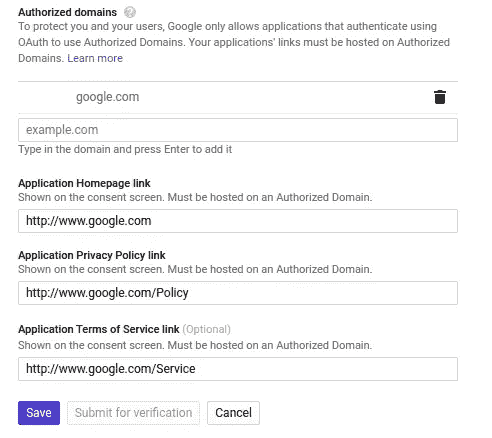 Authorized domains ?
To protect you and your users, Google only allows applications that authenticate using
OAuth to use Authorized Domains. Your applications' links must be hosted on Authorized
Domains. Learn more
google.com
example.com
Type in the domain and press Enter to add it
Application Homepage link
Shown on the consent screen. Must be hosted on an Authorized Domain.
http://www.google.com
Application Privacy Policy link
Shown on the consent screen. Must be hosted on an Authorized Domain.
http://www.google.com/Policy
Application Terms of Service link (Optional)
Shown on the consent screen. Must be hosted on an Authorized Domain.
http://www.google.com/Service
Save Submit for verification Cancel